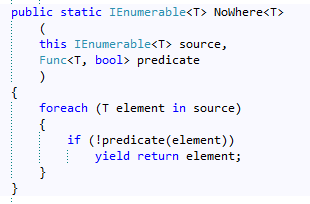 public static IEnumerable<T> NoWhere<T>
(
this IEnumerable<T> source,
Func<T, bool> predicate
)
{
foreach (T element in source)
{
if (!predicate(element))
yield return element;
}
}